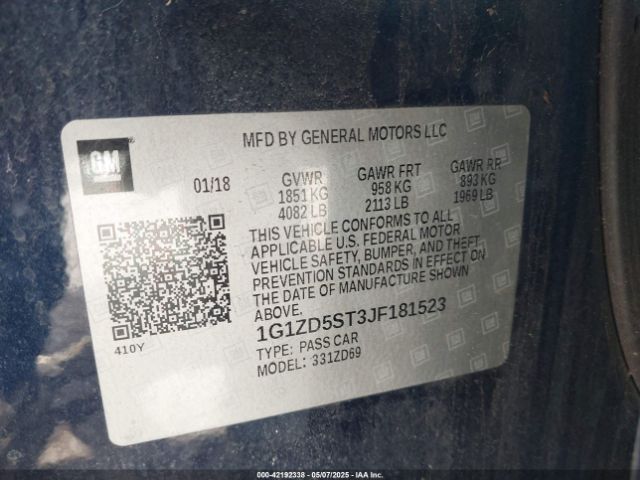 MFD BY GENERAL MOTORS LLC
GM
01/18
GVWR GAWR FRT GAWR RR
1851 KG 958 KG 893 KG
4082 LB 2113 LB 1969 LB
THIS VEHICLE CONFORMS TO ALL
APPLICABLE U.S. FEDERAL MOTOR
VEHICLE SAFETY, BUMPER, AND THEFT
PREVENTION STANDARDS IN EFFECT ON
THE DATE OF MANUFACTURE SHOWN
ABOVE.
1G1ZD5ST3JF181523
410Y
TYPE: PASS CAR
MODEL: 331ZD69
000-42192338 - 05/07/2025 - IAA Inc.